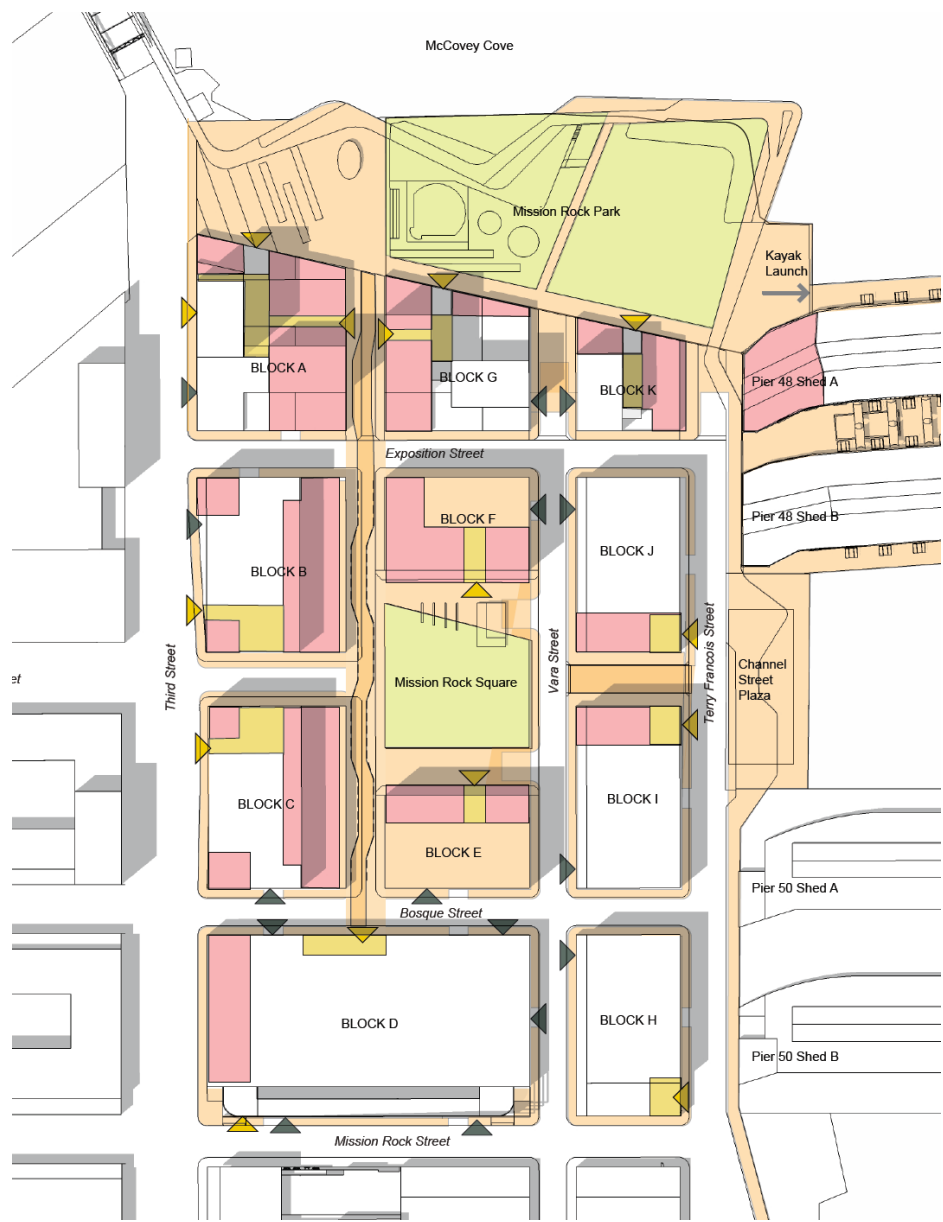 McCovey Cove
Mission Rock Park
Kayak
Launch
BLOCK A
BLOCK G
BLOCK K
Pier 48 Shed A
Exposition Street
BLOCK F
Pier 48 Shed B
BLOCK J
BLOCK B
Third Street
Vara Street
Terry Francois Street
Channel
Street
Plaza
Mission Rock Square
BLOCK C
BLOCK I
BLOCK E
Pier 50 Shed A
Bosque Street
BLOCK D
BLOCK H
Pier 50 Shed B
Mission Rock Street